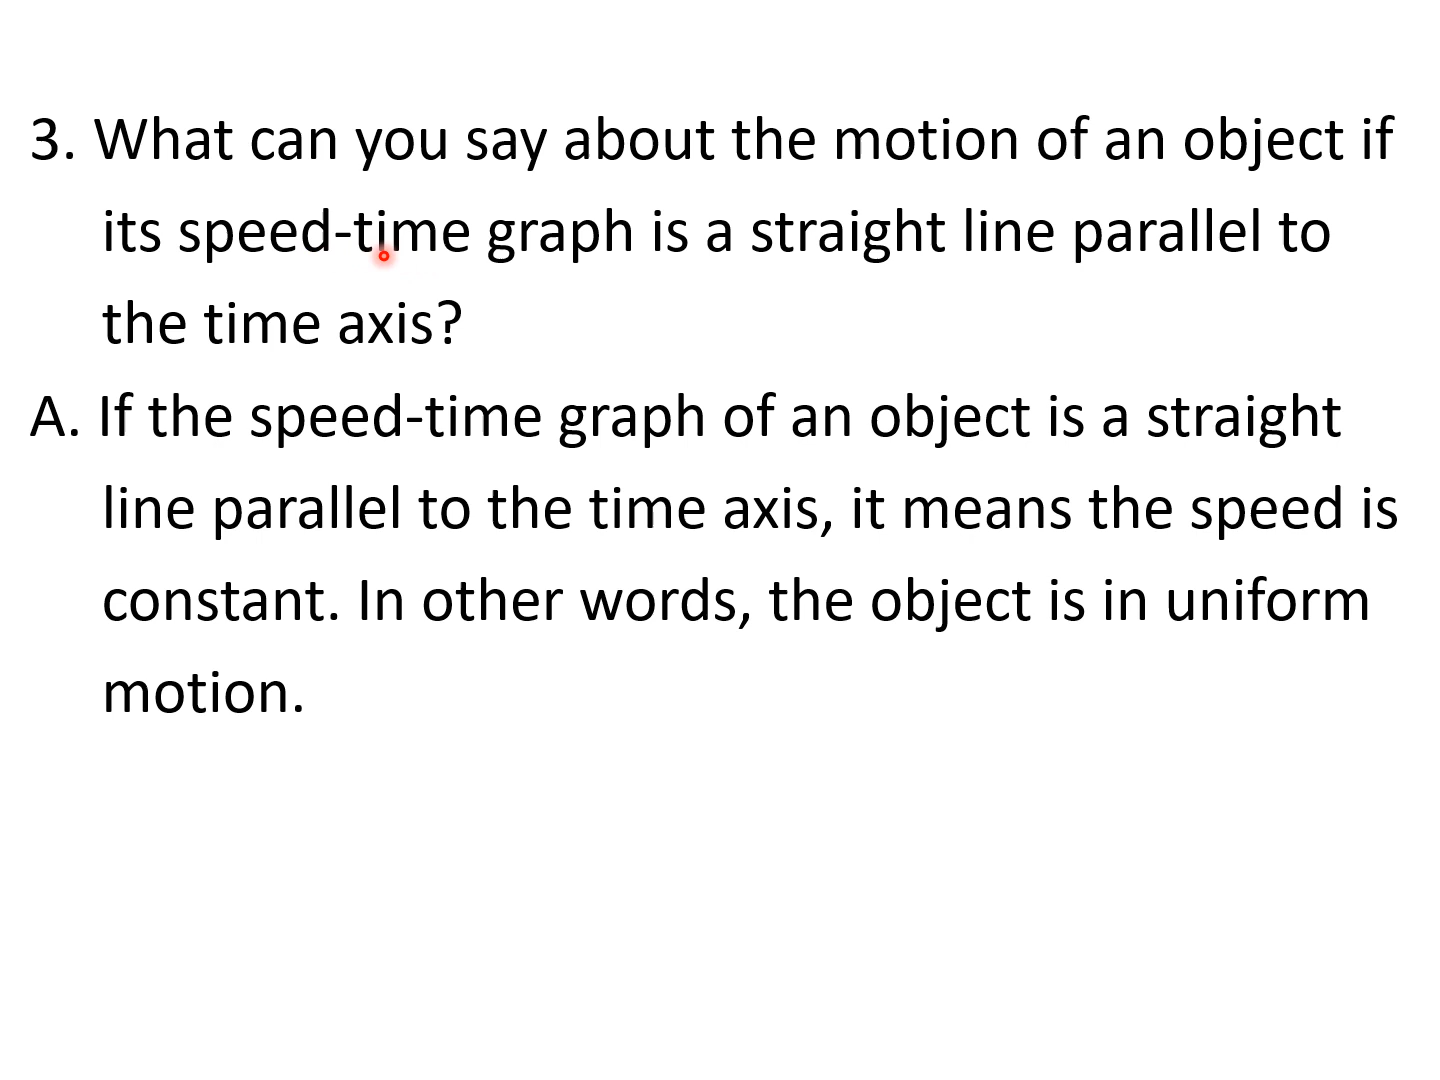 3. What can you say about the motion of an object if
its speed-time graph is a straight line parallel to
the time axis?
A. If the speed-time graph of an object is a straight
line parallel to the time axis, it means the speed is
constant. In other words, the object is in uniform
motion.